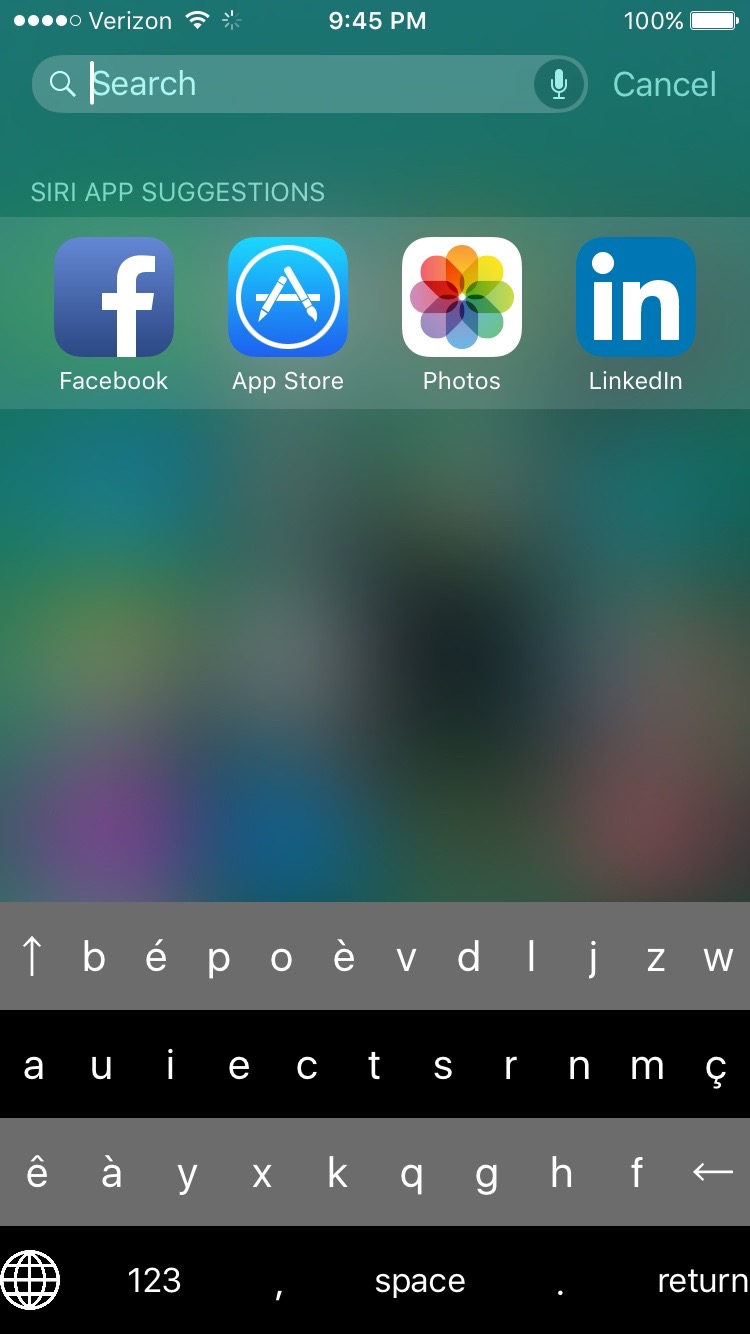 Verizon 9:45 PM 100%
Search Cancel
SIRI APP SUGGESTIONS
Facebook App Store Photos LinkedIn
↑ b é p o è v d l j z w
a u i e c t s r n m ç
ê à y x k q g h f ←
123 , space . return